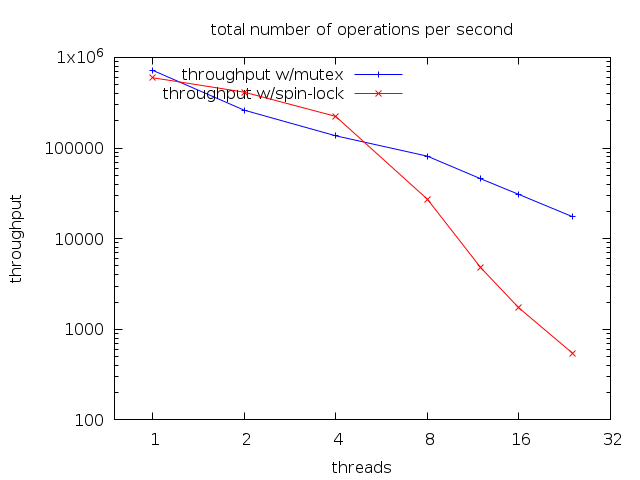 total number of operations per second
1x10^6
100000
10000
1000
100
throughput
throughput w/mutex
throughput w/spin-lock
1 2 4 8 16 32
threads